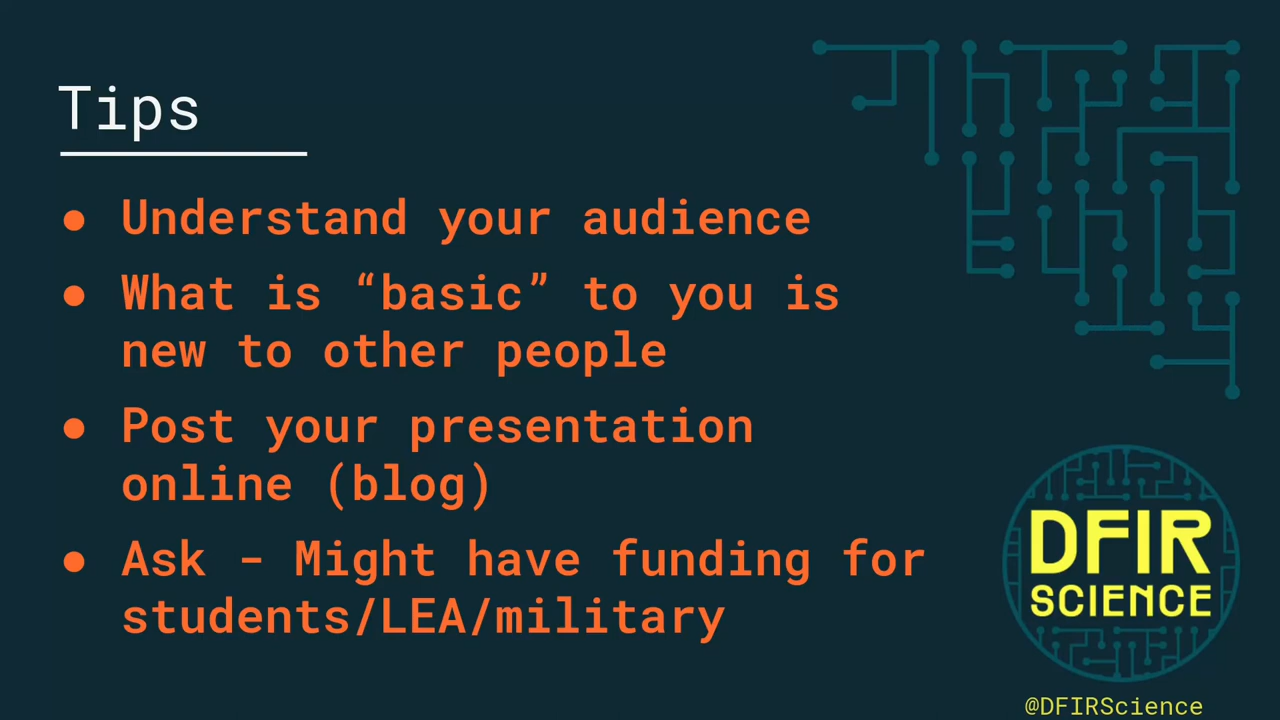 Tips
● Understand your audience
● What is “basic” to you is
new to other people
● Post your presentation
online (blog)
● Ask - Might have funding for
students/LEA/military
DFIR
SCIENCE
@DFIRScience